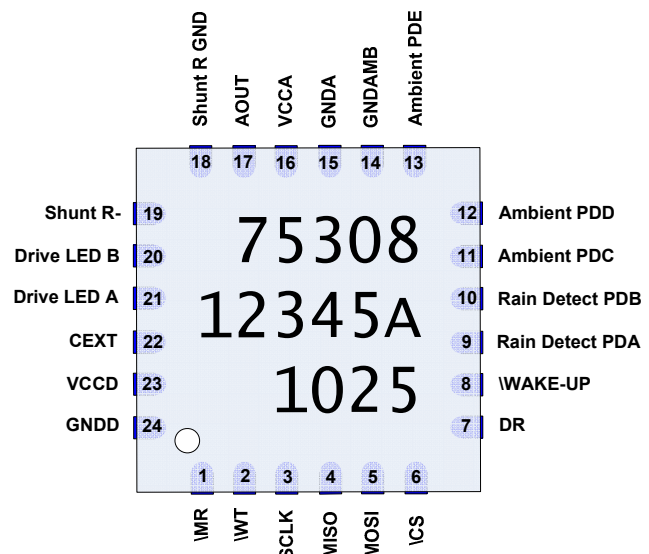 Shunt R GND
AOUT
VCCA
GNDA
GNDAMB
Ambient PDE
18 17 16 15 14 13
Shunt R- 19
Drive LED B 20
Drive LED A 21
CEXT 22
VCCD 23
GNDD 24
75308
12345A
1025
12 Ambient PDD
11 Ambient PDC
10 Rain Detect PDB
9 Rain Detect PDA
8 \WAKE-UP
7 DR
1 2 3 4 5 6
\MR
\WT
SCLK
MISO
MOSI
\CS